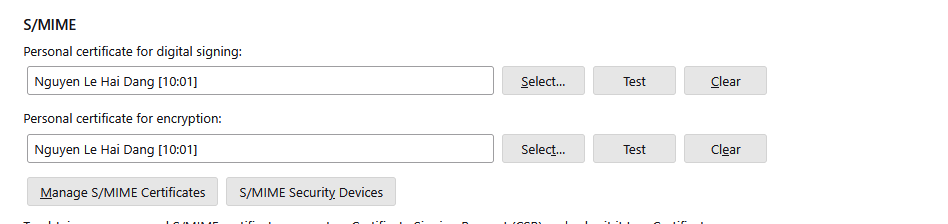 S/MIME
Personal certificate for digital signing:
Nguyen Le Hai Dang [10:01] Select... Test Clear
Personal certificate for encryption:
Nguyen Le Hai Dang [10:01] Select... Test Clear
Manage S/MIME Certificates S/MIME Security Devices